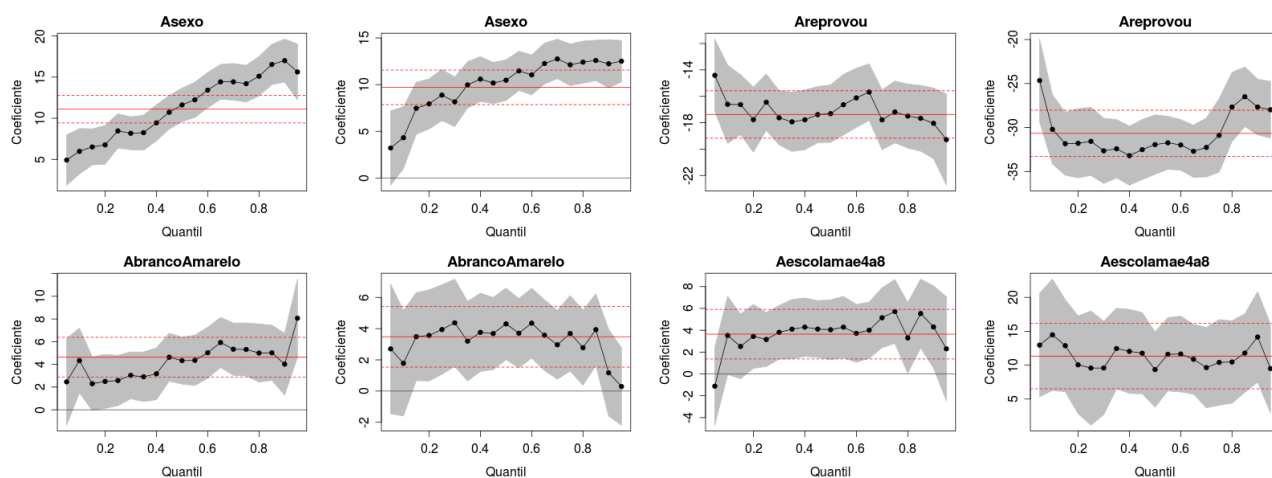 Asexo
Coeficiente
5 10 15 20
0.2 0.4 0.6 0.8
Quantil
Asexo
Coeficiente
0 5 10 15
0.2 0.4 0.6 0.8
Quantil
Areprovou
Coeficiente
-22 -18 -14
0.2 0.4 0.6 0.8
Quantil
Areprovou
Coeficiente
-35 -30 -25 -20
0.2 0.4 0.6 0.8
Quantil
AbrancoAmarelo
Coeficiente
0 2 4 6 8 10
0.2 0.4 0.6 0.8
Quantil
AbrancoAmarelo
Coeficiente
-2 0 2 4 6
0.2 0.4 0.6 0.8
Quantil
Aescolamae4a8
Coeficiente
-4 -2 0 2 4 6 8
0.2 0.4 0.6 0.8
Quantil
Aescolamae4a8
Coeficiente
5 10 15 20
0.2 0.4 0.6 0.8
Quantil